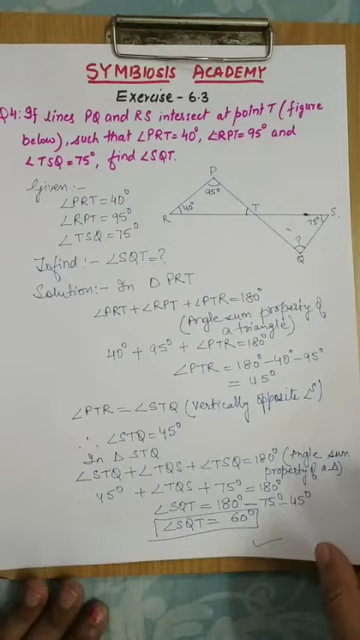 SYMBIOSIS ACADEMY
Exercise - 6.3
Q4:- If lines PQ and RS intersect at point T (figure
below), such that ∠PRT = 40°, ∠RPT = 95° and
∠TSQ = 75°, find ∠SQT.
Given:-
∠PRT = 40°
∠RPT = 95°
∠TSQ = 75°
P
95°
R
40°
T
75°
S.
?
Q
To find :- ∠SQT = ?
Solution:- In △ PRT
∠PRT + ∠RPT + ∠PTR = 180°
(Angle sum property of
a triangle)
40° + 95° + ∠PTR = 180°
∠PTR = 180° - 40° - 95°
= 45°
∠PTR = ∠STQ (Vertically opposite ∠s)
∴ ∠STQ = 45°
In △ STQ
∠STQ + ∠TQS + ∠TSQ = 180° (Angle sum
property of a △)
45° + ∠TQS + 75° = 180°
∠SQT = 180° - 75° - 45°
∠SQT = 60°